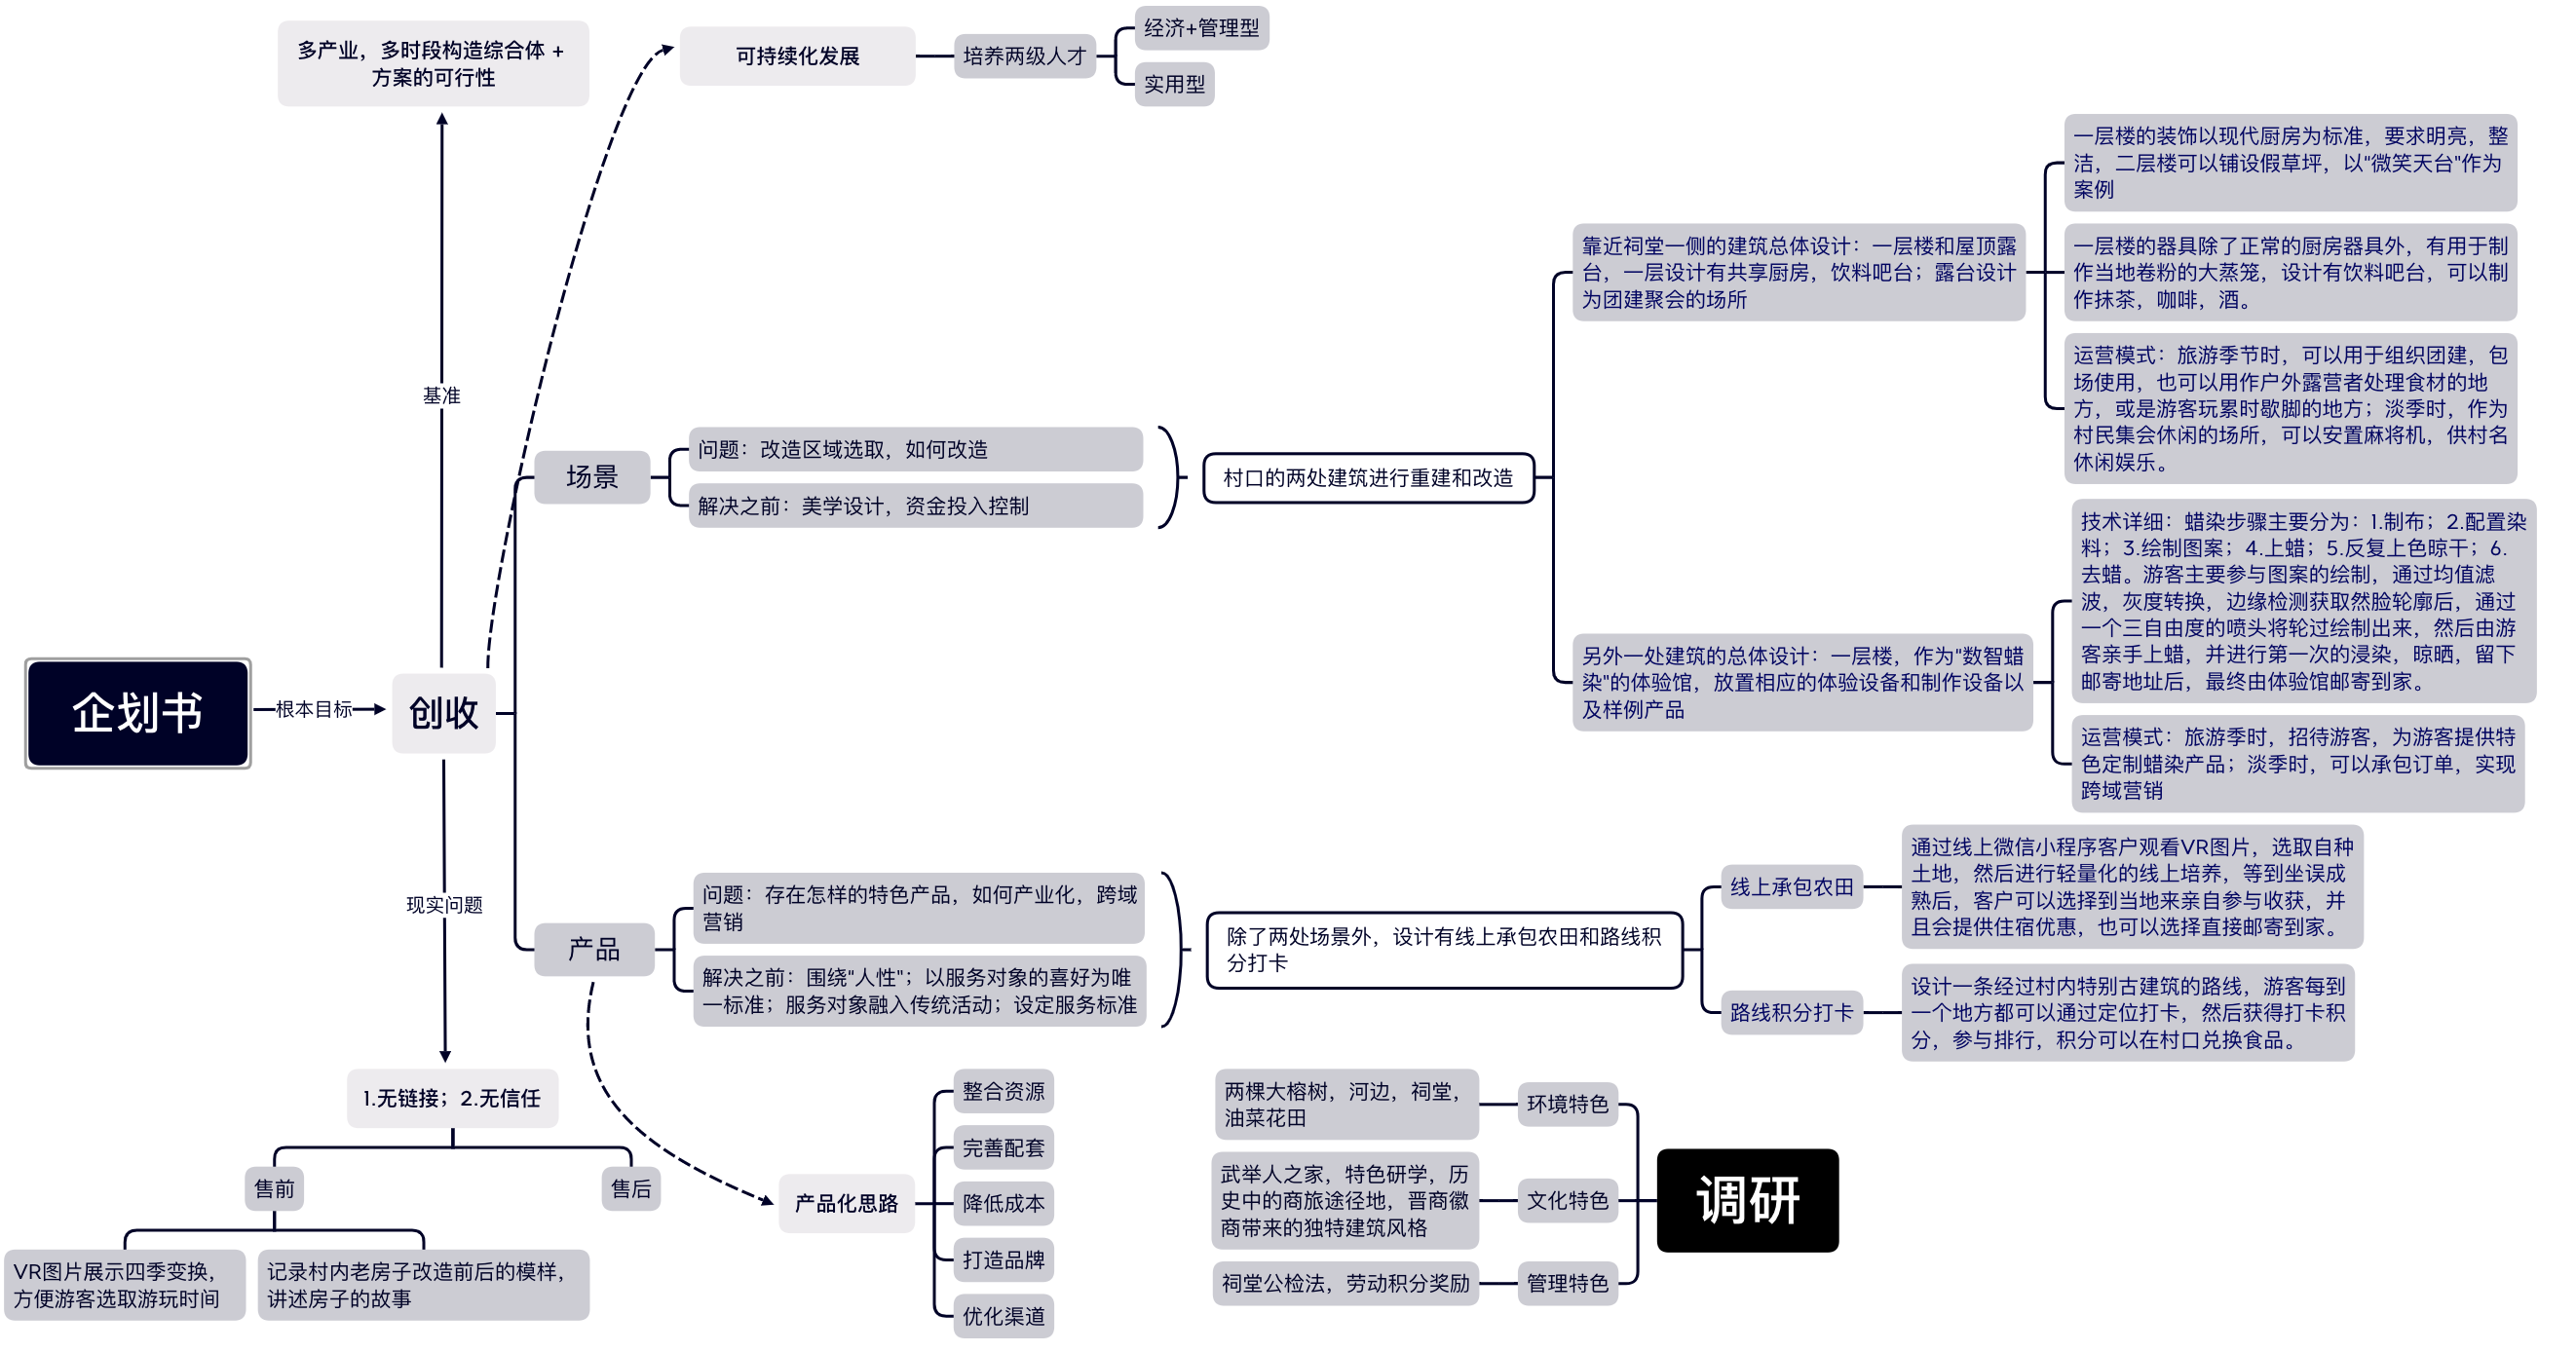 多产业，多时段构造综合体 +
方案的可行性
可持续化发展
培养两级人才
经济+管理型
实用型
基准
企划书
根本目标
创收
现实问题
1.无链接；2.无信任
售前
售后
VR图片展示四季变换，
方便游客选取游玩时间
记录村内老房子改造前后的模样，
讲述房子的故事
场景
问题：改造区域选取，如何改造
解决之前：美学设计，资金投入控制
村口的两处建筑进行重建和改造
靠近祠堂一侧的建筑总体设计：一层楼和屋顶露
台，一层设计有共享厨房，饮料吧台；露台设计
为团建聚会的场所
一层楼的装饰以现代厨房为标准，要求明亮，整
洁，二层楼可以铺设假草坪，以"微笑天台"作为
案例
一层楼的器具除了正常的厨房器具外，有用于制
作当地卷粉的大蒸笼，设计有饮料吧台，可以制
作抹茶，咖啡，酒。
运营模式：旅游季节时，可以用于组织团建，包
场使用，也可以用作户外露营者处理食材的地
方，或是游客玩累时歇脚的地方；淡季时，作为
村民集会休闲的场所，可以安置麻将机，供村名
休闲娱乐。
另外一处建筑的总体设计：一层楼，作为"数智蜡
染"的体验馆，放置相应的体验设备和制作设备以
及样例产品
技术详细：蜡染步骤主要分为：1.制布；2.配置染
料；3.绘制图案；4.上蜡；5.反复上色晾干；6.
去蜡。游客主要参与图案的绘制，通过均值滤
波，灰度转换，边缘检测获取然脸轮廓后，通过
一个三自由度的喷头将轮过绘制出来，然后由游
客亲手上蜡，并进行第一次的浸染，晾晒，留下
邮寄地址后，最终由体验馆邮寄到家。
运营模式：旅游季时，招待游客，为游客提供特
色定制蜡染产品；淡季时，可以承包订单，实现
跨域营销
产品
问题：存在怎样的特色产品，如何产业化，跨域
营销
解决之前：围绕"人性"；以服务对象的喜好为唯
一标准；服务对象融入传统活动；设定服务标准
除了两处场景外，设计有线上承包农田和路线积
分打卡
线上承包农田
通过线上微信小程序客户观看VR图片，选取自种
土地，然后进行轻量化的线上培养，等到坐误成
熟后，客户可以选择到当地来亲自参与收获，并
且会提供住宿优惠，也可以选择直接邮寄到家。
路线积分打卡
设计一条经过村内特别古建筑的路线，游客每到
一个地方都可以通过定位打卡，然后获得打卡积
分，参与排行，积分可以在村口兑换食品。
产品化思路
整合资源
完善配套
降低成本
打造品牌
优化渠道
调研
环境特色
两棵大榕树，河边，祠堂，
油菜花田
文化特色
武举人之家，特色研学，历
史中的商旅途径地，晋商徽
商带来的独特建筑风格
管理特色
祠堂公检法，劳动积分奖励